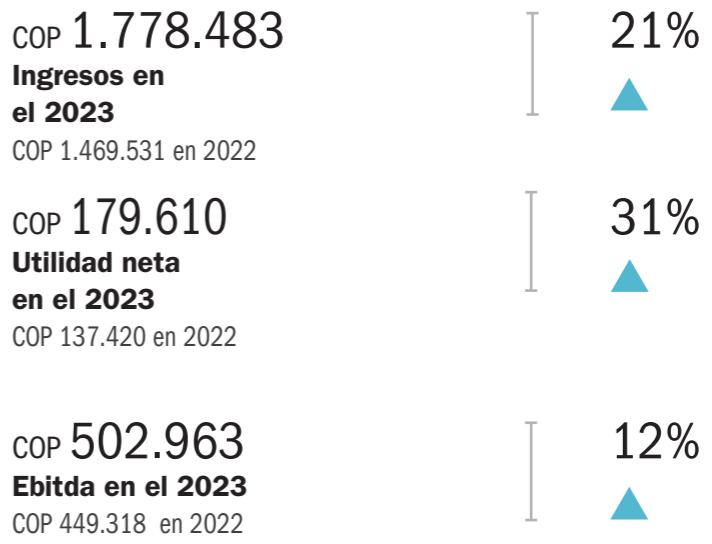 COP 1.778.483
21%
Ingresos en
el 2023
COP 1.469.531 en 2022
COP 179.610
31%
Utilidad neta
en el 2023
COP 137.420 en 2022
COP 502.963
12%
Ebitda en el 2023
COP 449.318 en 2022